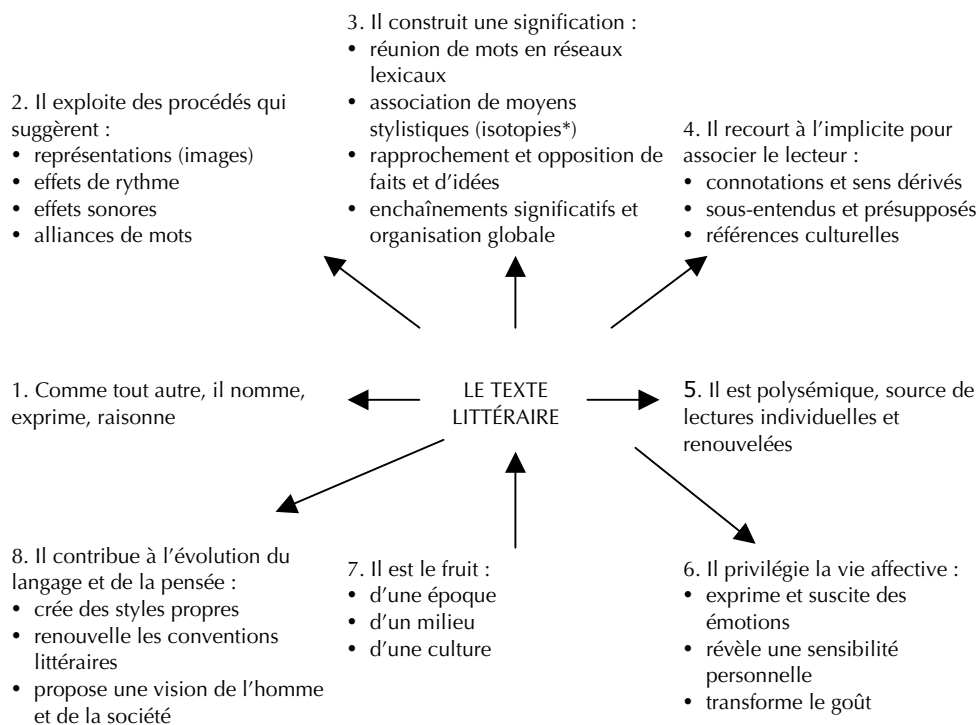 3. Il construit une signification :
• réunion de mots en réseaux
lexicaux
• association de moyens
stylistiques (isotopies*)
• rapprochement et opposition de
faits et d'idées
• enchaînements significatifs et
organisation globale
2. Il exploite des procédés qui
suggèrent :
• représentations (images)
• effets de rythme
• effets sonores
• alliances de mots
4. Il recourt à l'implicite pour
associer le lecteur :
• connotations et sens dérivés
• sous-entendus et présupposés
• références culturelles
1. Comme tout autre, il nomme,
exprime, raisonne
LE TEXTE
LITTÉRAIRE
5. Il est polysémique, source de
lectures individuelles et
renouvelées
8. Il contribue à l'évolution du
langage et de la pensée :
• crée des styles propres
• renouvelle les conventions
littéraires
• propose une vision de l'homme
et de la société
7. Il est le fruit :
• d'une époque
• d'un milieu
• d'une culture
6. Il privilégie la vie affective :
• exprime et suscite des
émotions
• révèle une sensibilité
personnelle
• transforme le goût